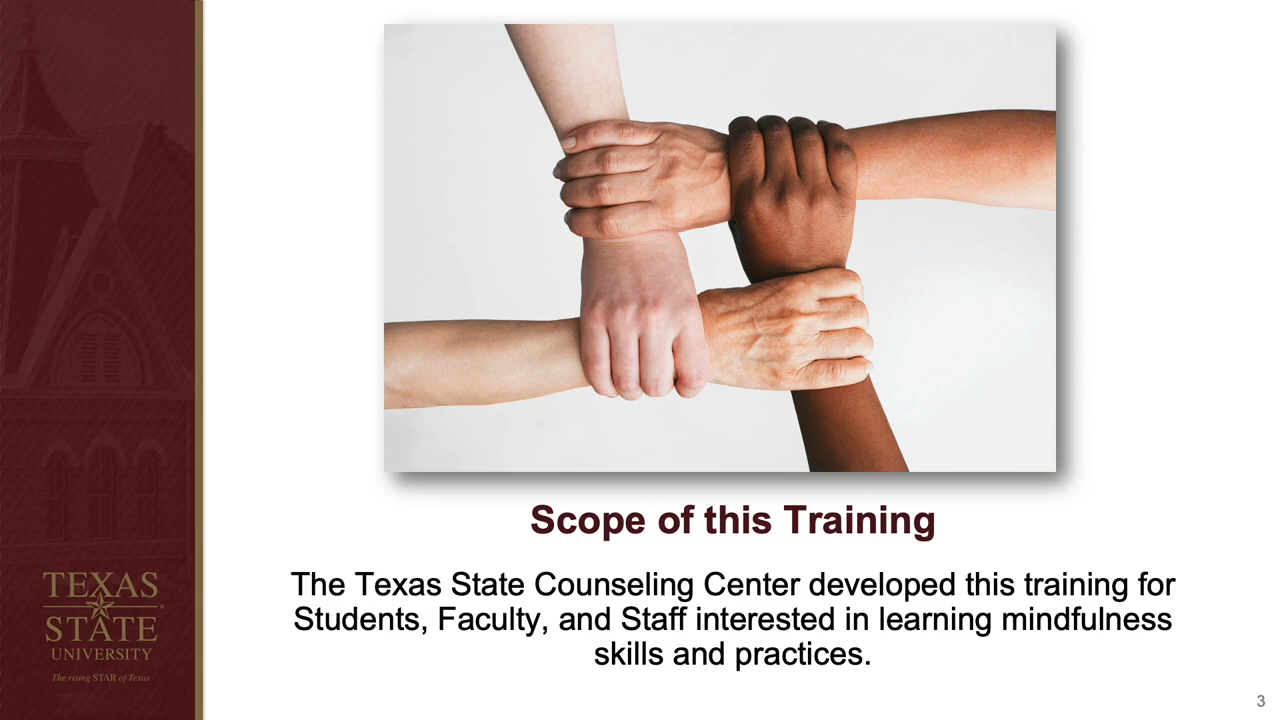 Scope of this Training
The Texas State Counseling Center developed this training for
Students, Faculty, and Staff interested in learning mindfulness
skills and practices.
TEXAS
STATE
UNIVERSITY
The rising STAR of Texas
3